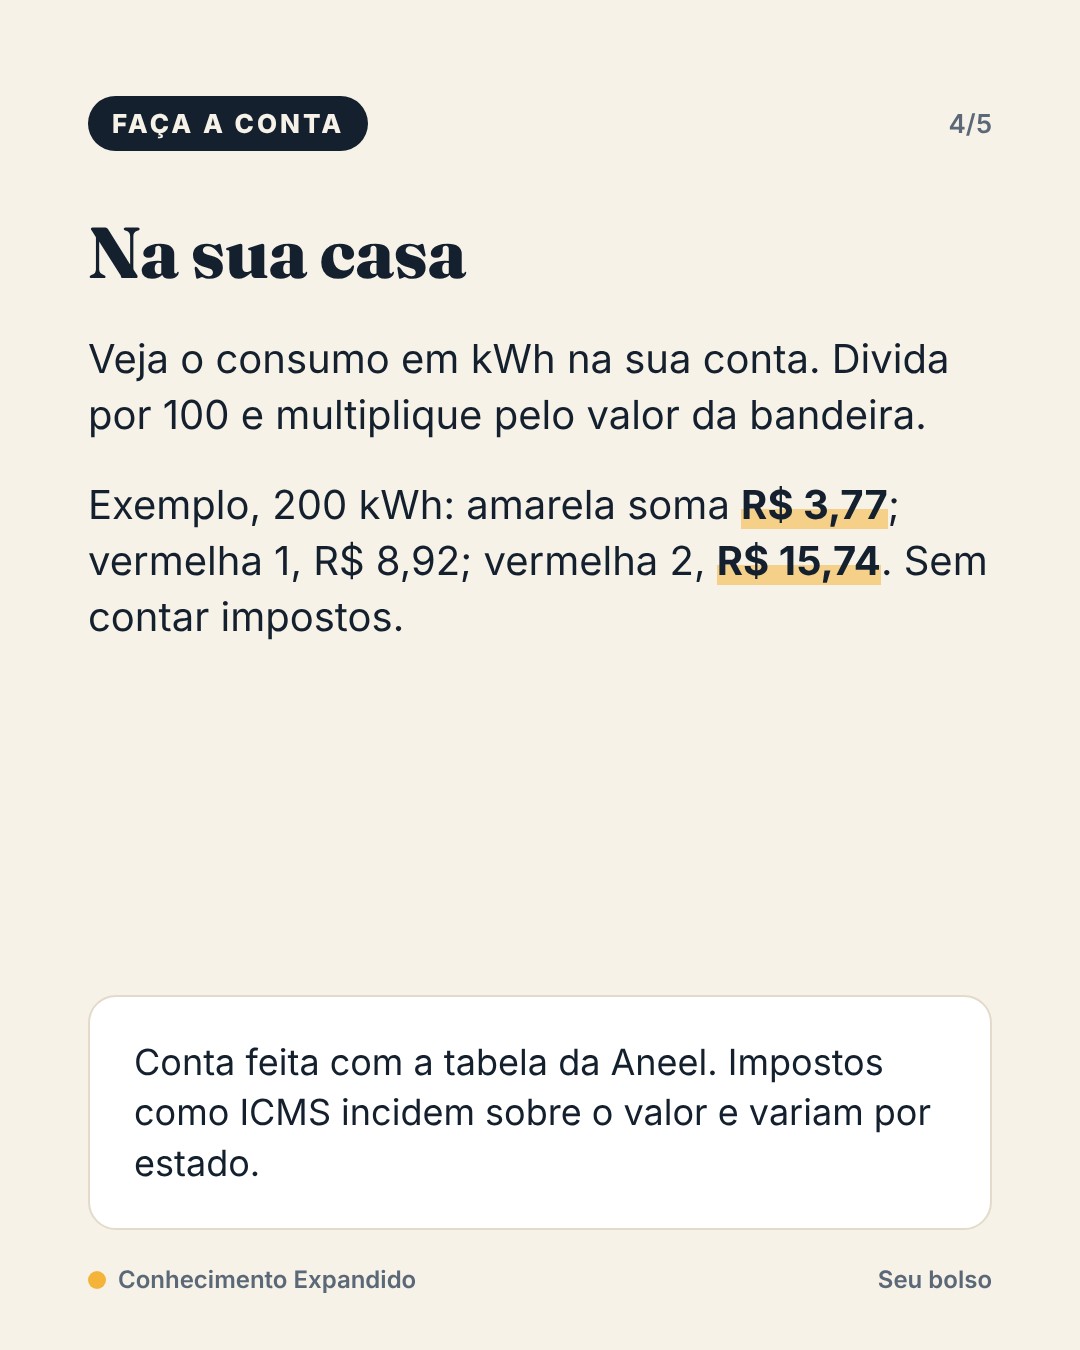 FAÇA A CONTA
4/5
Na sua casa
Veja o consumo em kWh na sua conta. Divida
por 100 e multiplique pelo valor da bandeira.
Exemplo, 200 kWh: amarela soma R$ 3,77;
vermelha 1, R$ 8,92; vermelha 2, R$ 15,74. Sem
contar impostos.
Conta feita com a tabela da Aneel. Impostos
como ICMS incidem sobre o valor e variam por
estado.
Conhecimento Expandido
Seu bolso